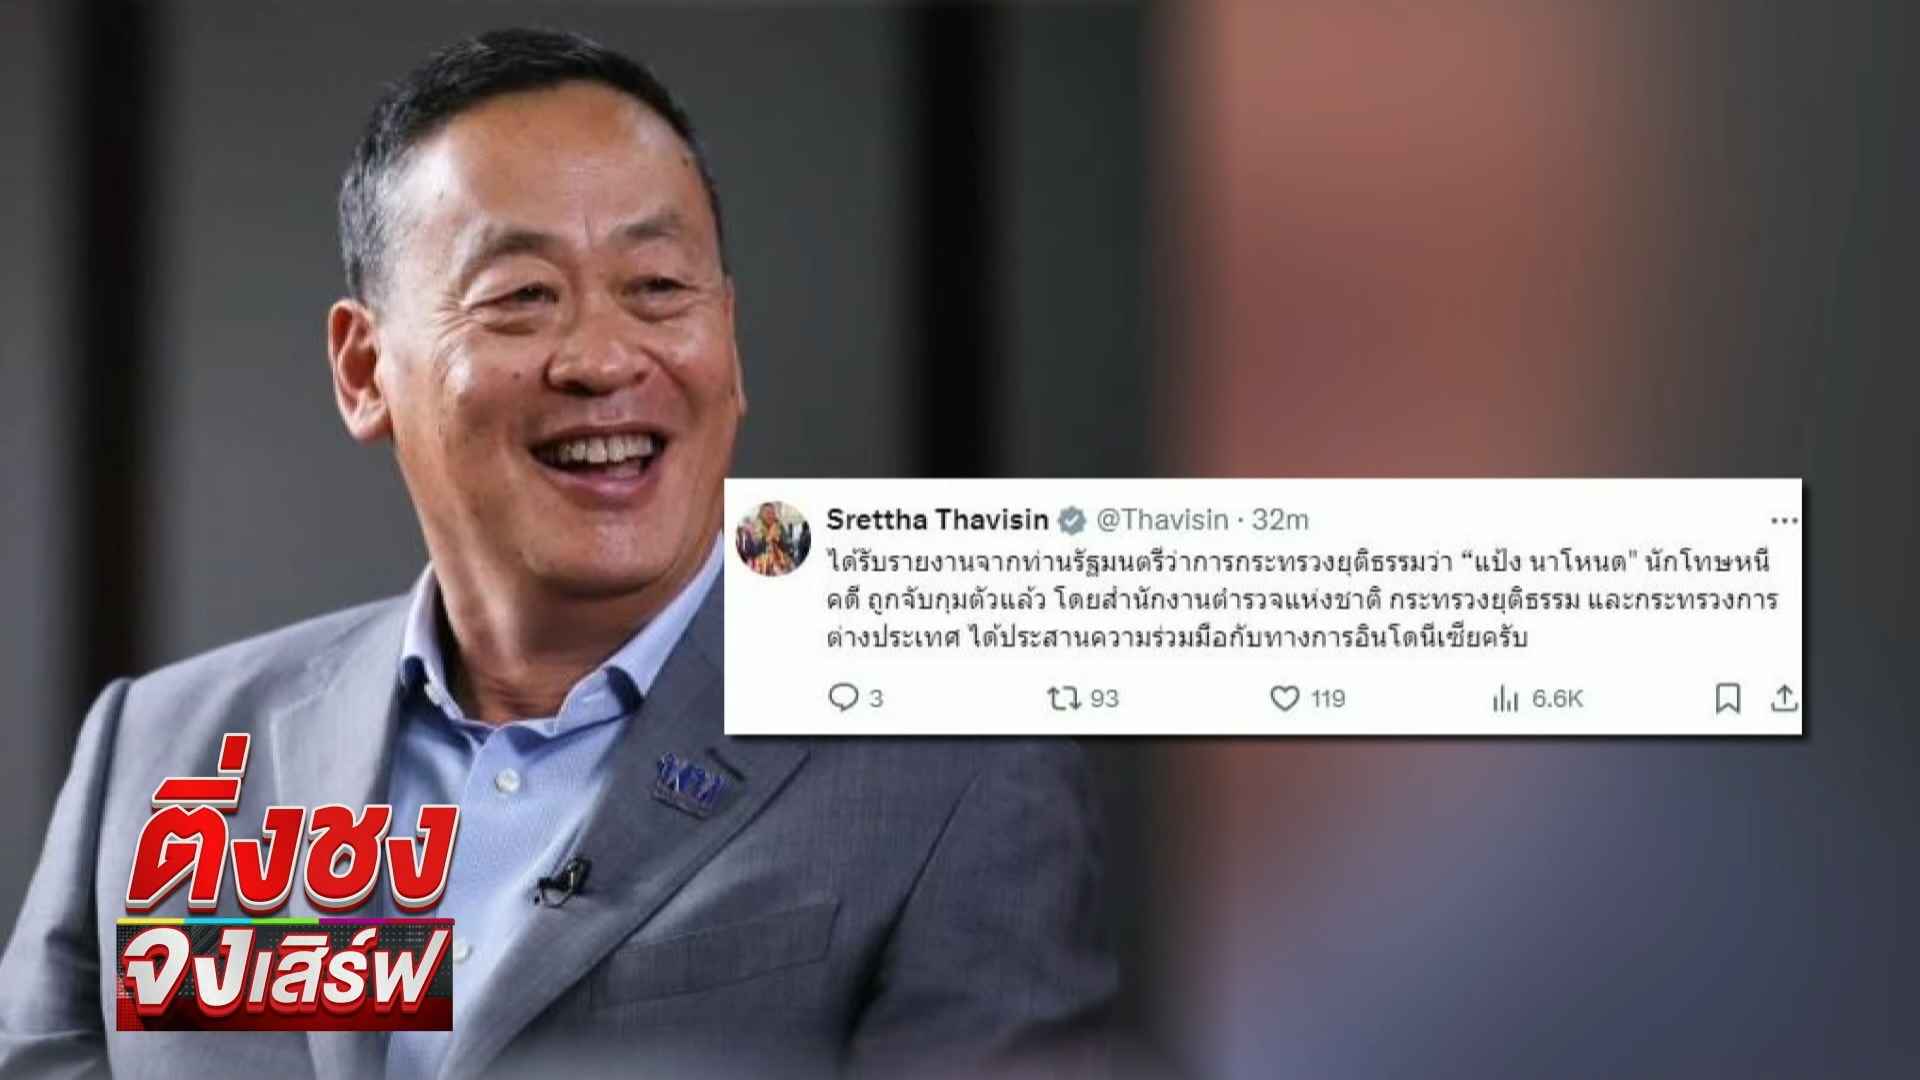 Srettha Thavisin @Thavisin · 32m
ได้รับรายงานจากท่านรัฐมนตรีว่าการกระทรวงยุติธรรมว่า “แป้ง นาโหนด" นักโทษหนี
คดี ถูกจับกุมตัวแล้ว โดยสำนักงานตำรวจแห่งชาติ กระทรวงยุติธรรม และกระทรวงการ
ต่างประเทศ ได้ประสานความร่วมมือกับทางการอินโดนีเซียครับ
3 93 119 6.6K
ติ่งชง
จงเสิร์ฟ